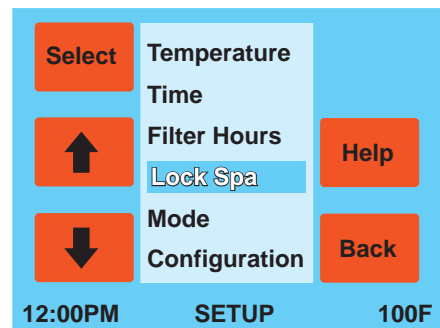 Select
Temperature
Time
Filter Hours
Lock Spa
Mode
Configuration
Help
Back
12:00PM SETUP 100F